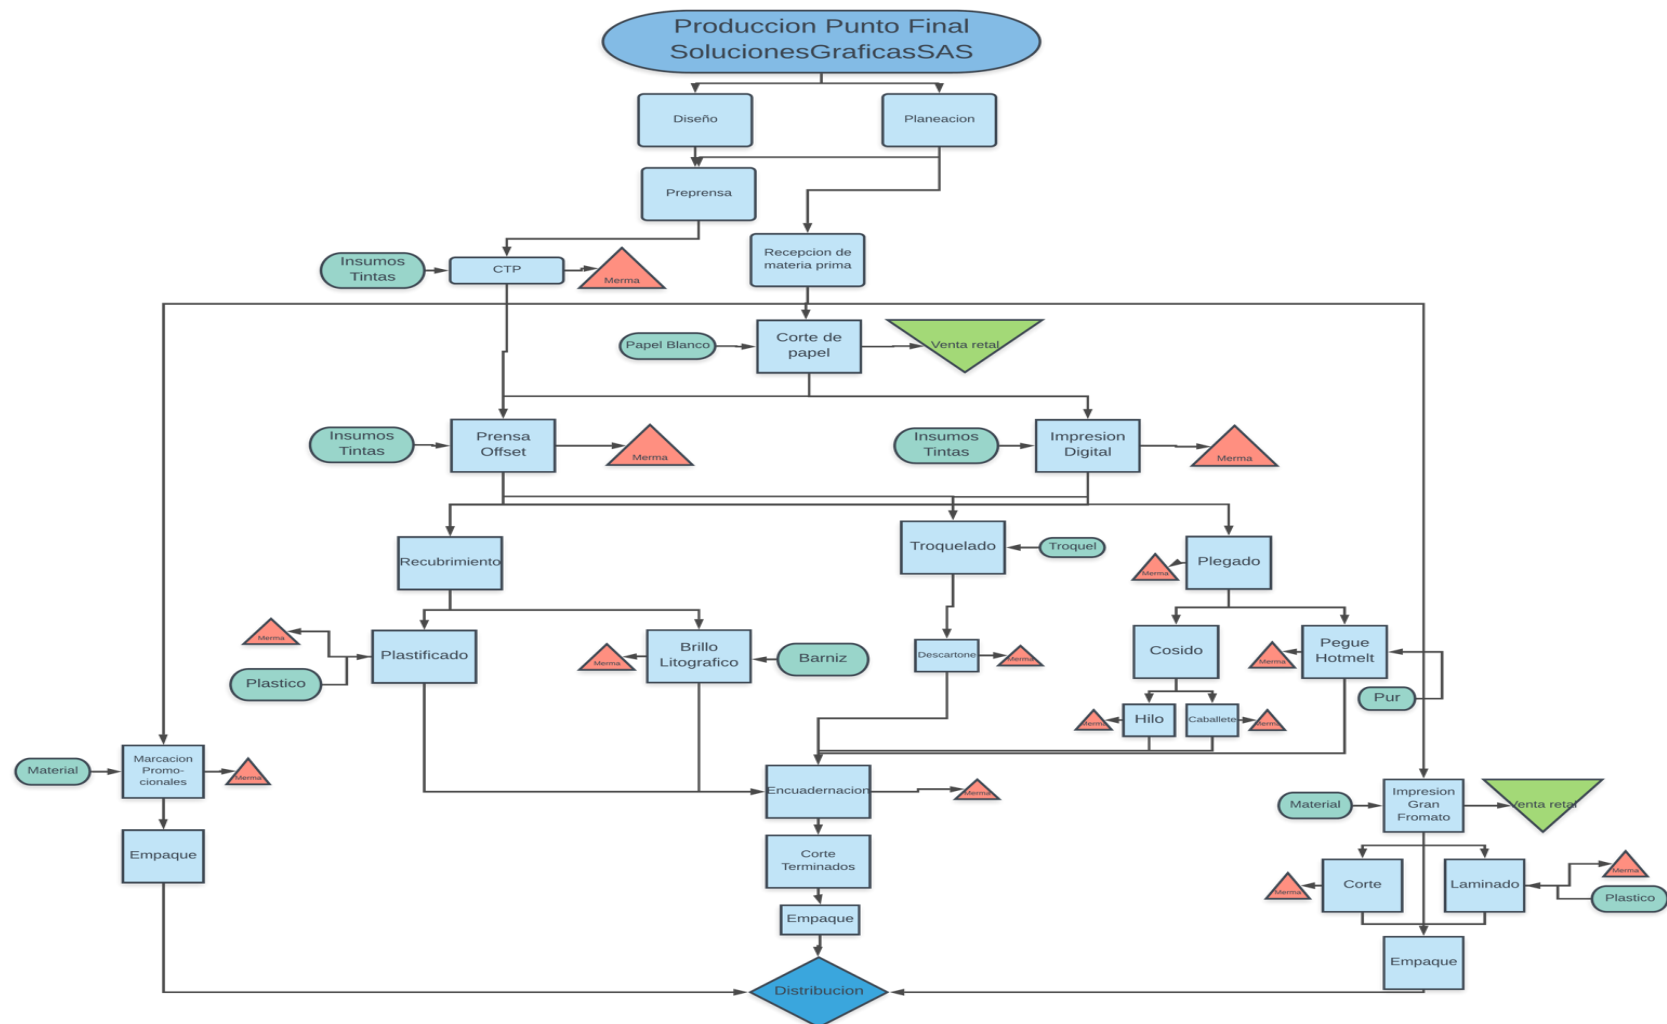 Produccion Punto Final
SolucionesGraficasSAS
Diseño
Planeacion
Preprensa
Recepcion de
materia prima
Insumos
Tintas
CTP
Merma
Papel Blanco
Corte de
papel
Venta retal
Insumos
Tintas
Prensa
Offset
Merma
Insumos
Tintas
Impresion
Digital
Merma
Recubrimiento
Troquelado
Troquel
Merma
Plegado
Merma
Plastificado
Plastico
Merma
Brillo
Litografico
Barniz
Descartone
Merma
Cosido
Merma
Pegue
Hotmelt
Pur
Merma
Hilo
Caballete
Merma
Material
Marcacion
Promo-
cionales
Merma
Encuadernacion
Merma
Material
Impresion
Gran
Fromato
Venta retal
Empaque
Corte
Terminados
Merma
Corte
Laminado
Merma
Plastico
Empaque
Empaque
Distribucion